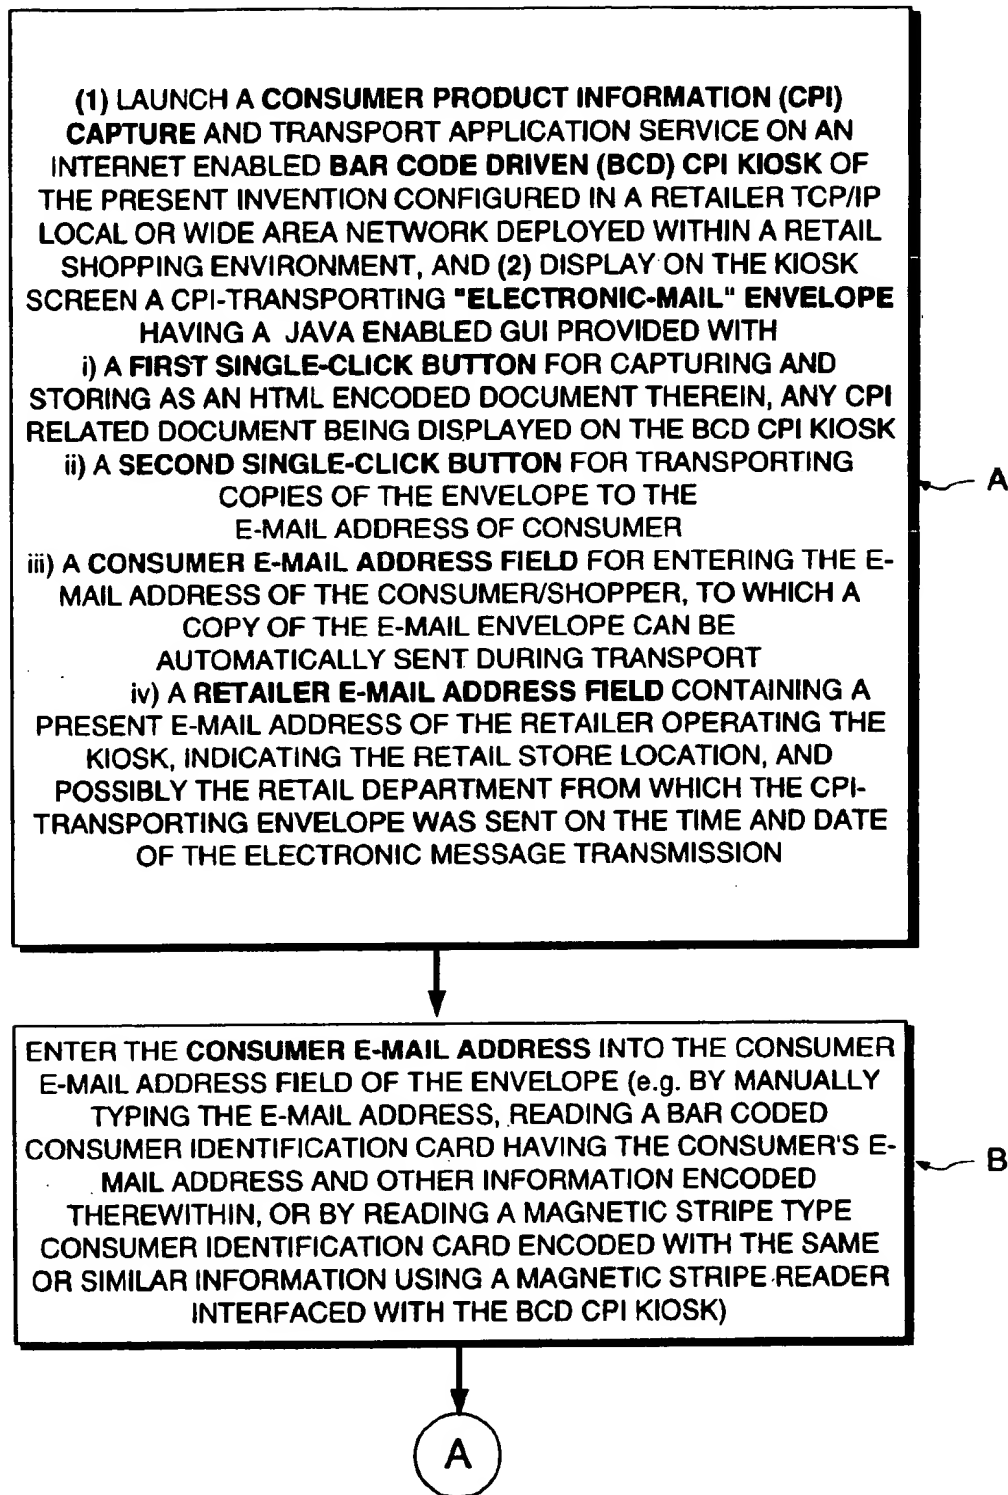 (1) LAUNCH A CONSUMER PRODUCT INFORMATION (CPI)
CAPTURE AND TRANSPORT APPLICATION SERVICE ON AN
INTERNET ENABLED BAR CODE DRIVEN (BCD) CPI KIOSK OF
THE PRESENT INVENTION CONFIGURED IN A RETAILER TCP/IP
LOCAL OR WIDE AREA NETWORK DEPLOYED WITHIN A RETAIL
SHOPPING ENVIRONMENT, AND (2) DISPLAY ON THE KIOSK
SCREEN A CPI-TRANSPORTING "ELECTRONIC-MAIL" ENVELOPE
HAVING A JAVA ENABLED GUI PROVIDED WITH
i) A FIRST SINGLE-CLICK BUTTON FOR CAPTURING AND
STORING AS AN HTML ENCODED DOCUMENT THEREIN, ANY CPI
RELATED DOCUMENT BEING DISPLAYED ON THE BCD CPI KIOSK
ii) A SECOND SINGLE-CLICK BUTTON FOR TRANSPORTING
COPIES OF THE ENVELOPE TO THE
E-MAIL ADDRESS OF CONSUMER
iii) A CONSUMER E-MAIL ADDRESS FIELD FOR ENTERING THE E-
MAIL ADDRESS OF THE CONSUMER/SHOPPER, TO WHICH A
COPY OF THE E-MAIL ENVELOPE CAN BE
AUTOMATICALLY SENT DURING TRANSPORT
iv) A RETAILER E-MAIL ADDRESS FIELD CONTAINING A
PRESENT E-MAIL ADDRESS OF THE RETAILER OPERATING THE
KIOSK, INDICATING THE RETAIL STORE LOCATION, AND
POSSIBLY THE RETAIL DEPARTMENT FROM WHICH THE CPI-
TRANSPORTING ENVELOPE WAS SENT ON THE TIME AND DATE
OF THE ELECTRONIC MESSAGE TRANSMISSION
A
ENTER THE CONSUMER E-MAIL ADDRESS INTO THE CONSUMER
E-MAIL ADDRESS FIELD OF THE ENVELOPE (e.g. BY MANUALLY
TYPING THE E-MAIL ADDRESS, READING A BAR CODED
CONSUMER IDENTIFICATION CARD HAVING THE CONSUMER'S E-
MAIL ADDRESS AND OTHER INFORMATION ENCODED
THEREWITHIN, OR BY READING A MAGNETIC STRIPE TYPE
CONSUMER IDENTIFICATION CARD ENCODED WITH THE SAME
OR SIMILAR INFORMATION USING A MAGNETIC STRIPE READER
INTERFACED WITH THE BCD CPI KIOSK)
B
A